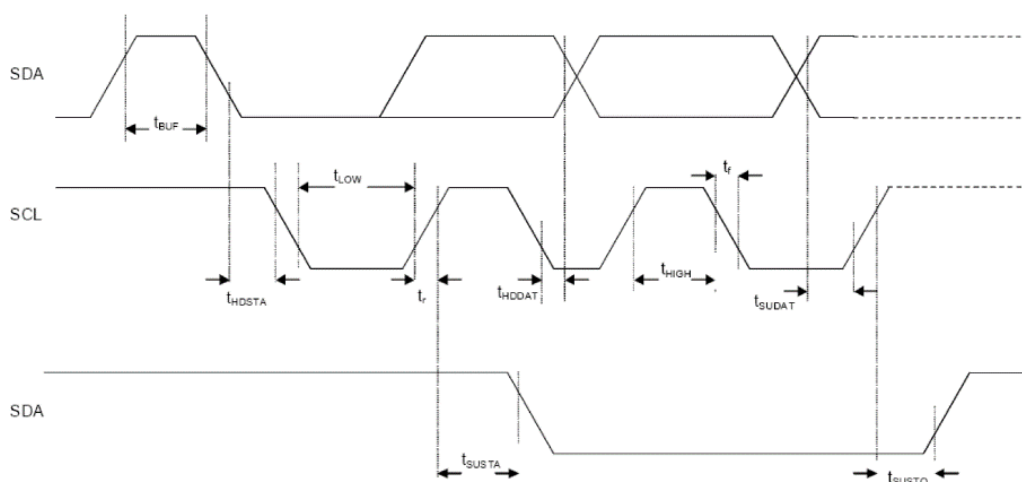 SDA
tBUF
tLOW
tf
SCL
tHDSTA
tr
tHDDAT
tHIGH
tSUDAT
SDA
tSUSTA
tSUSTO